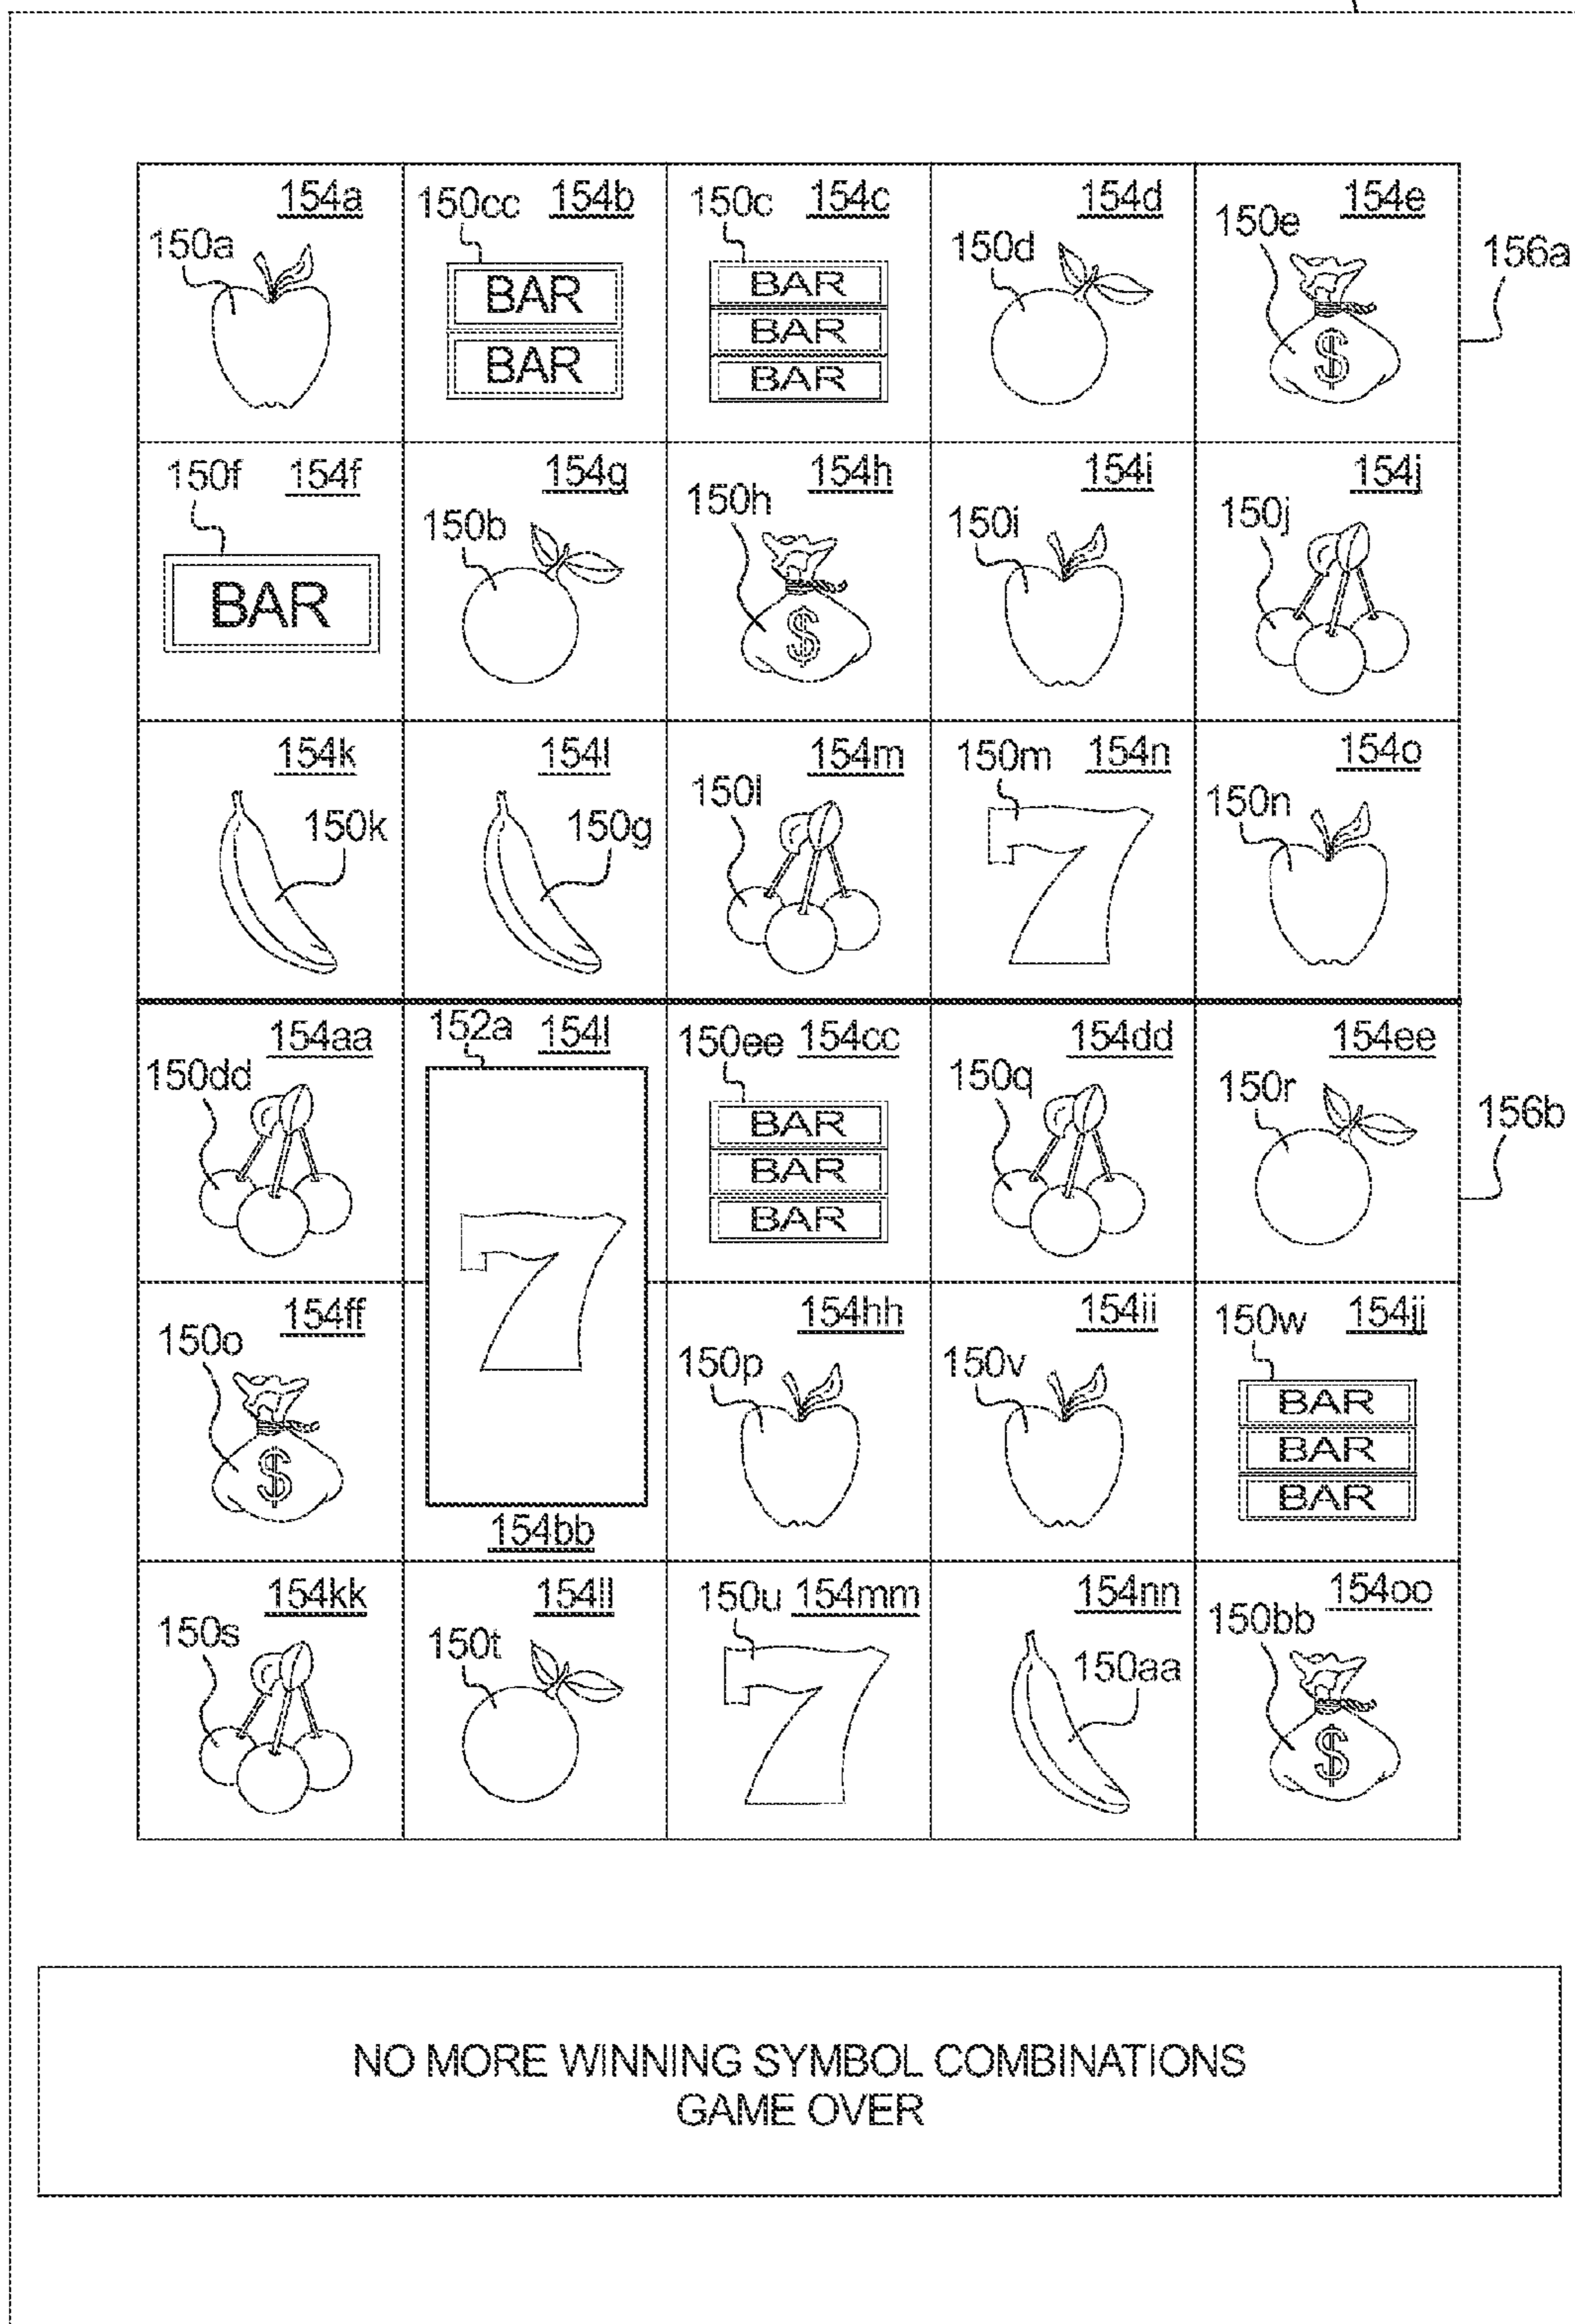 154a
150a
150cc 154b
BAR
BAR
150c 154c
BAR
BAR
BAR
154d
150d
154e
150e
$
156a
150f 154f
BAR
154g
150b
154h
150h
$
154i
150i
154j
150j
154k
150k
154l
150g
154m
150l
150m 154n
7
154o
150n
154aa
150dd
152a 154l
7
154bb
150ee 154cc
BAR
BAR
BAR
154dd
150q
154ee
150r
156b
154ff
150o
$
154hh
150p
154ii
150v
150w 154jj
BAR
BAR
BAR
154kk
150s
154ll
150t
150u 154mm
7
154nn
150aa
154oo
150bb
$
NO MORE WINNING SYMBOL COMBINATIONS
GAME OVER